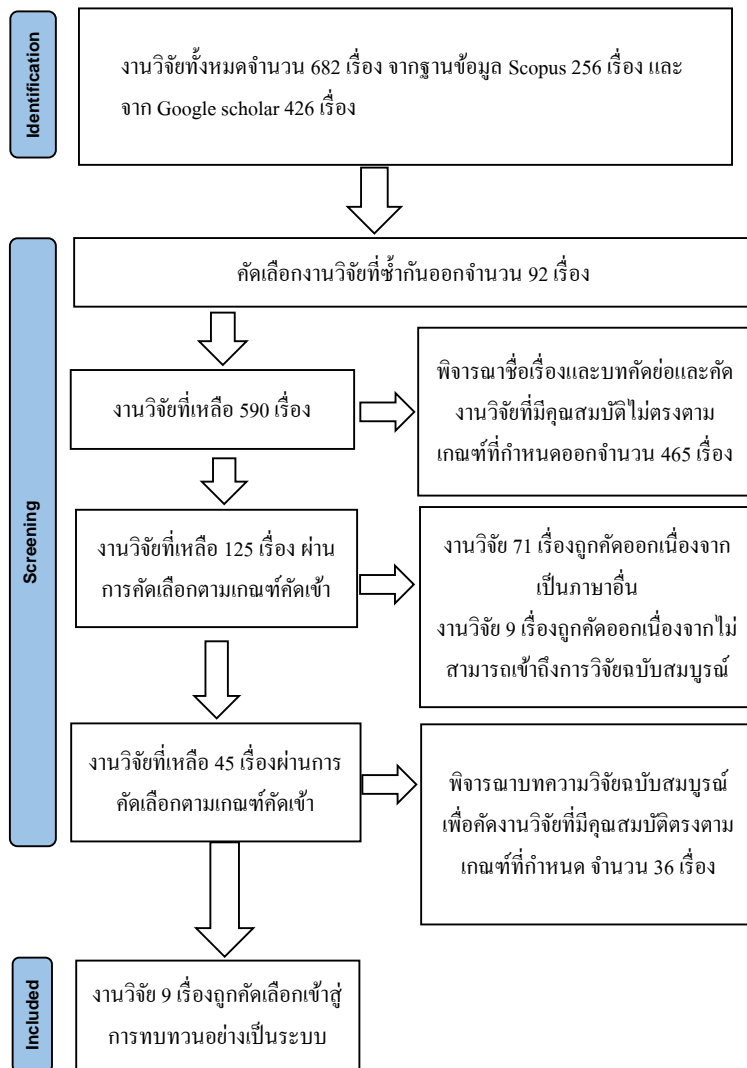 Identification
งานวิจัยทั้งหมดจำนวน 682 เรื่อง จากฐานข้อมูล Scopus 256 เรื่อง และ
จาก Google scholar 426 เรื่อง
Screening
คัดเลือกงานวิจัยที่ซ้ำกันออกจำนวน 92 เรื่อง
งานวิจัยที่เหลือ 590 เรื่อง
พิจารณาชื่อเรื่องและบทคัดย่อและคัด
งานวิจัยที่มีคุณสมบัติไม่ตรงตาม
เกณฑ์ที่กำหนดออกจำนวน 465 เรื่อง
งานวิจัยที่เหลือ 125 เรื่อง ผ่าน
การคัดเลือกตามเกณฑ์คัดเข้า
งานวิจัย 71 เรื่องถูกคัดออกเนื่องจาก
เป็นภาษาอื่น
งานวิจัย 9 เรื่องถูกคัดออกเนื่องจากไม่
สามารถเข้าถึงการวิจัยฉบับสมบูรณ์
งานวิจัยที่เหลือ 45 เรื่องผ่านการ
คัดเลือกตามเกณฑ์คัดเข้า
พิจารณาบทความวิจัยฉบับสมบูรณ์
เพื่อคัดงานวิจัยที่มีคุณสมบัติตรงตาม
เกณฑ์ที่กำหนด จำนวน 36 เรื่อง
Included
งานวิจัย 9 เรื่องถูกคัดเลือกเข้าสู่
การทบทวนอย่างเป็นระบบ